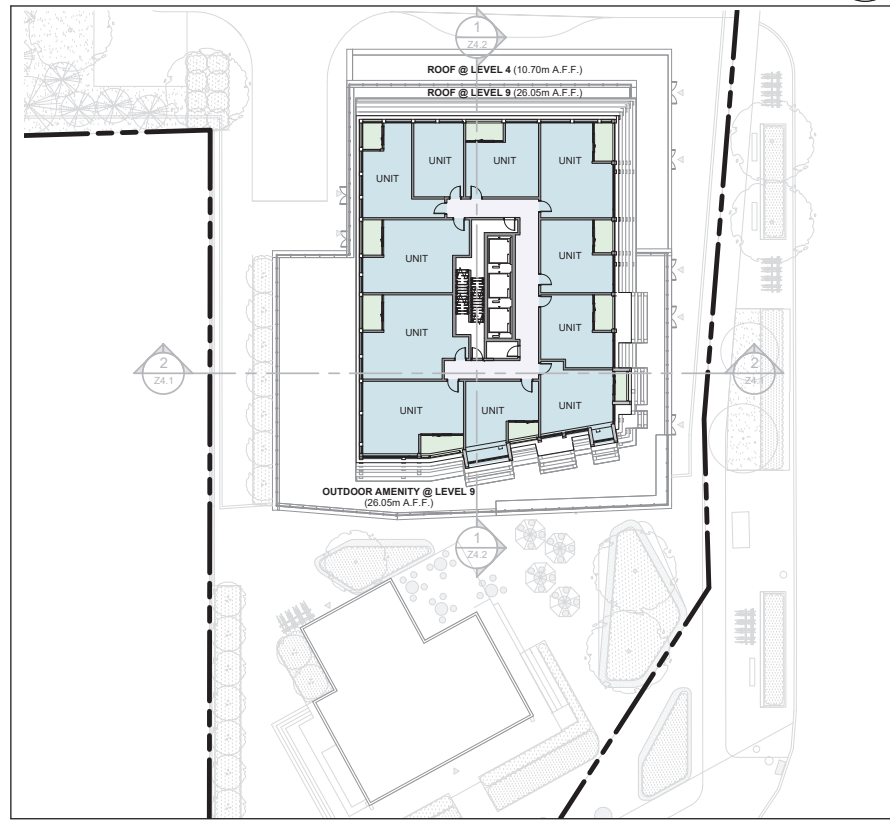 1
Z4.2
ROOF @ LEVEL 4 (10.70m A.F.F.)
ROOF @ LEVEL 9 (26.05m A.F.F.)
UNIT
UNIT
UNIT
UNIT
UNIT
UNIT
UNIT
UNIT
UNIT
2
Z4.1
2
Z4.1
UNIT
UNIT
UNIT
OUTDOOR AMENITY @ LEVEL 9
(26.05m A.F.F.)
1
Z4.2